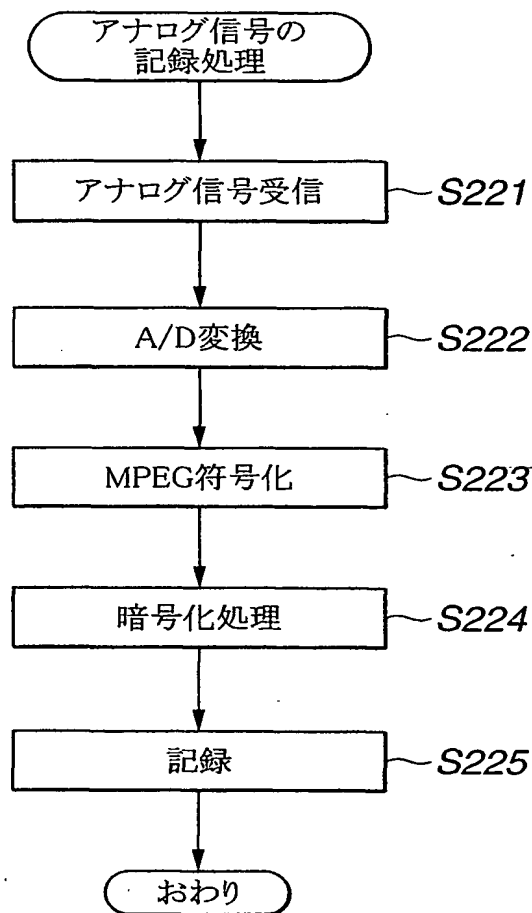 アナログ信号の
記録処理
アナログ信号受信 S221
A/D変換 S222
MPEG符号化 S223
暗号化処理 S224
記録 S225
おわり